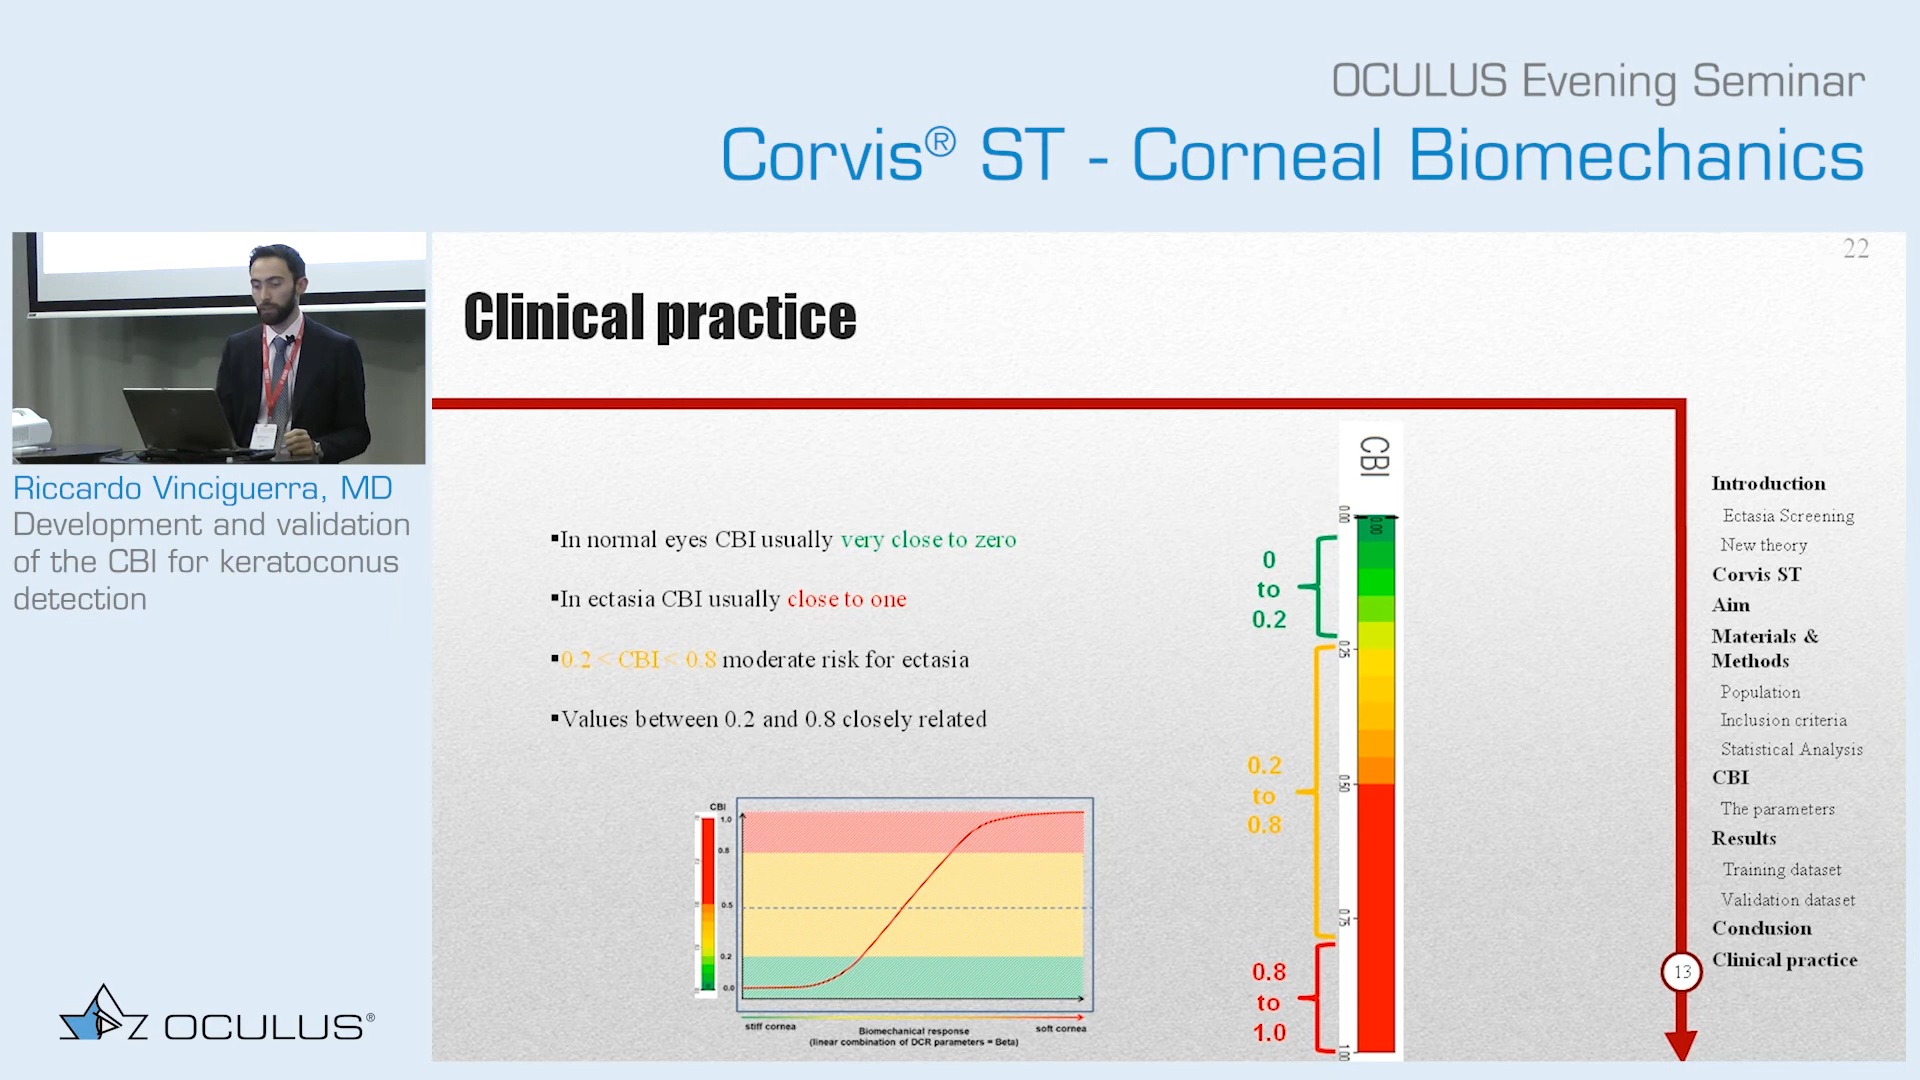 OCULUS Evening Seminar
Corvis® ST - Corneal Biomechanics
Riccardo Vinciguerra, MD
Development and validation
of the CBI for keratoconus
detection
OCULUS®
22
Clinical practice
▪In normal eyes CBI usually very close to zero
▪In ectasia CBI usually close to one
▪0.2 < CBI < 0.8 moderate risk for ectasia
▪Values between 0.2 and 0.8 closely related
CBI
1.0
0.8
0.5
0.2
0.0
stiff cornea
Biomechanical response
soft cornea
(linear combination of DCR parameters = Beta)
CBI
0.00
0.00
0.25
0.50
0.75
1.00
0
to
0.2
0.2
to
0.8
0.8
to
1.0
Introduction
Ectasia Screening
New theory
Corvis ST
Aim
Materials &
Methods
Population
Inclusion criteria
Statistical Analysis
CBI
The parameters
Results
Training dataset
Validation dataset
Conclusion
Clinical practice
13